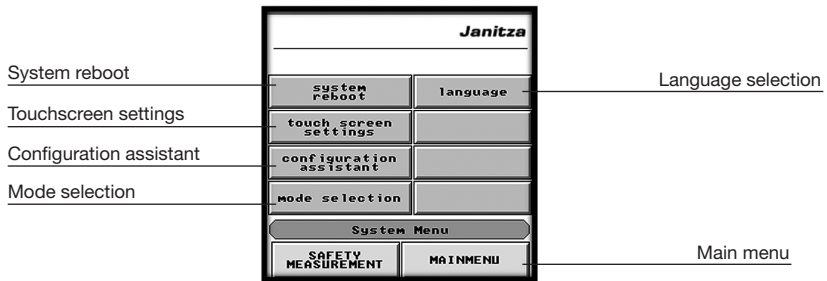 Janitza
System reboot
system
reboot
language
Language selection
Touchscreen settings
touch screen
settings
Configuration assistant
configuration
assistant
Mode selection
mode selection
System Menu
SAFETY
MEASUREMENT
MAINMENU
Main menu